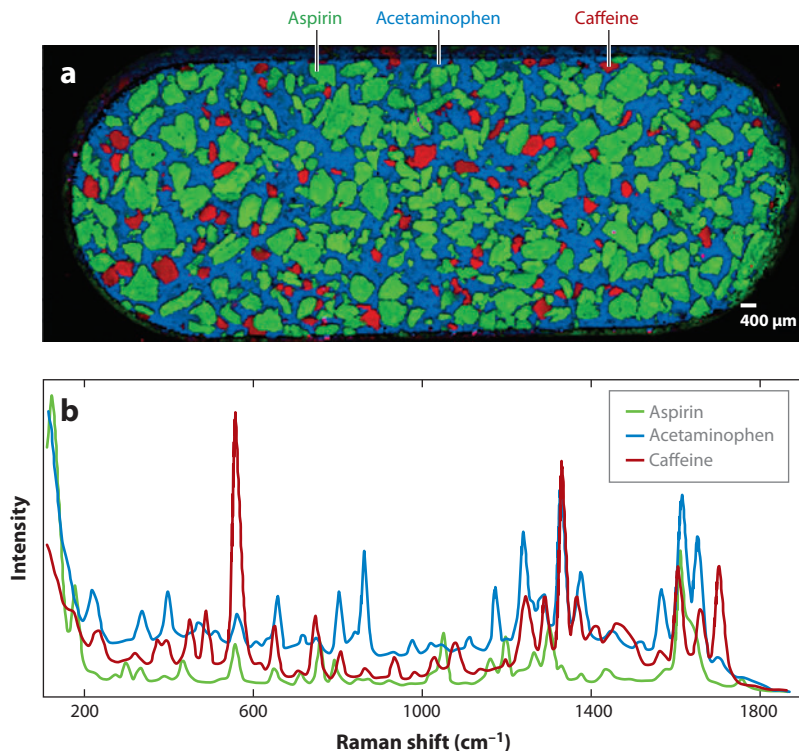 Aspirin Acetaminophen Caffeine
a
400 μm
b
Aspirin
Acetaminophen
Caffeine
Intensity
200 600 1000 1400 1800
Raman shift (cm⁻¹)